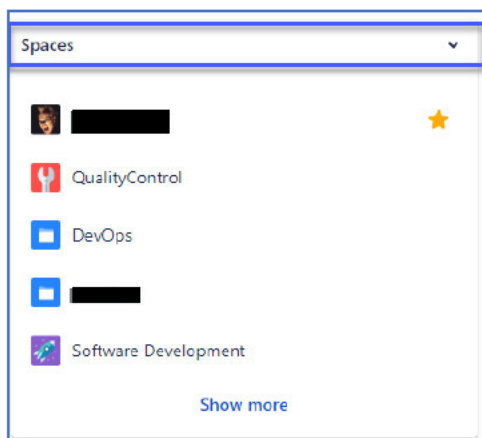 Spaces
QualityControl
DevOps
Software Development
Show more